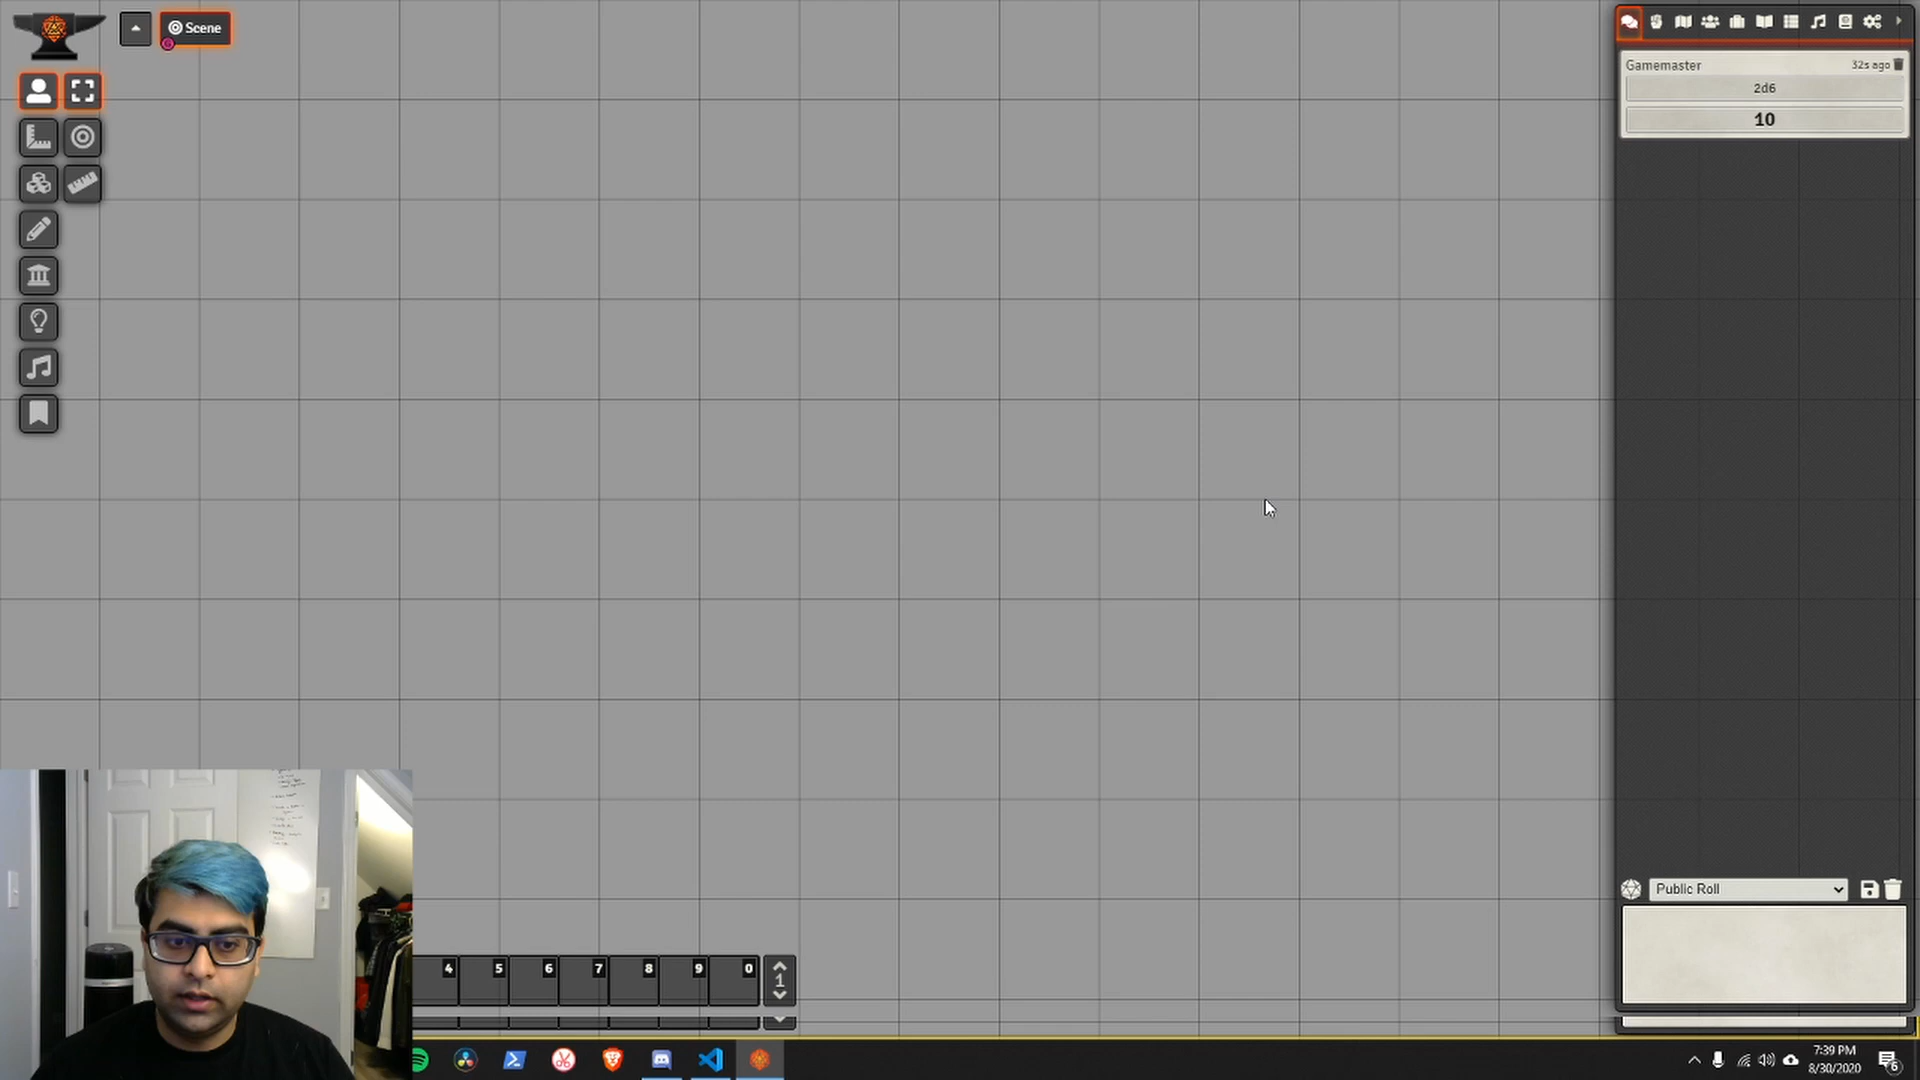 Scene
Gamemaster
32s ago
2d6
10
Public Roll
4 5 6 7 8 9 0
1
7:39 PM
8/30/2020
6